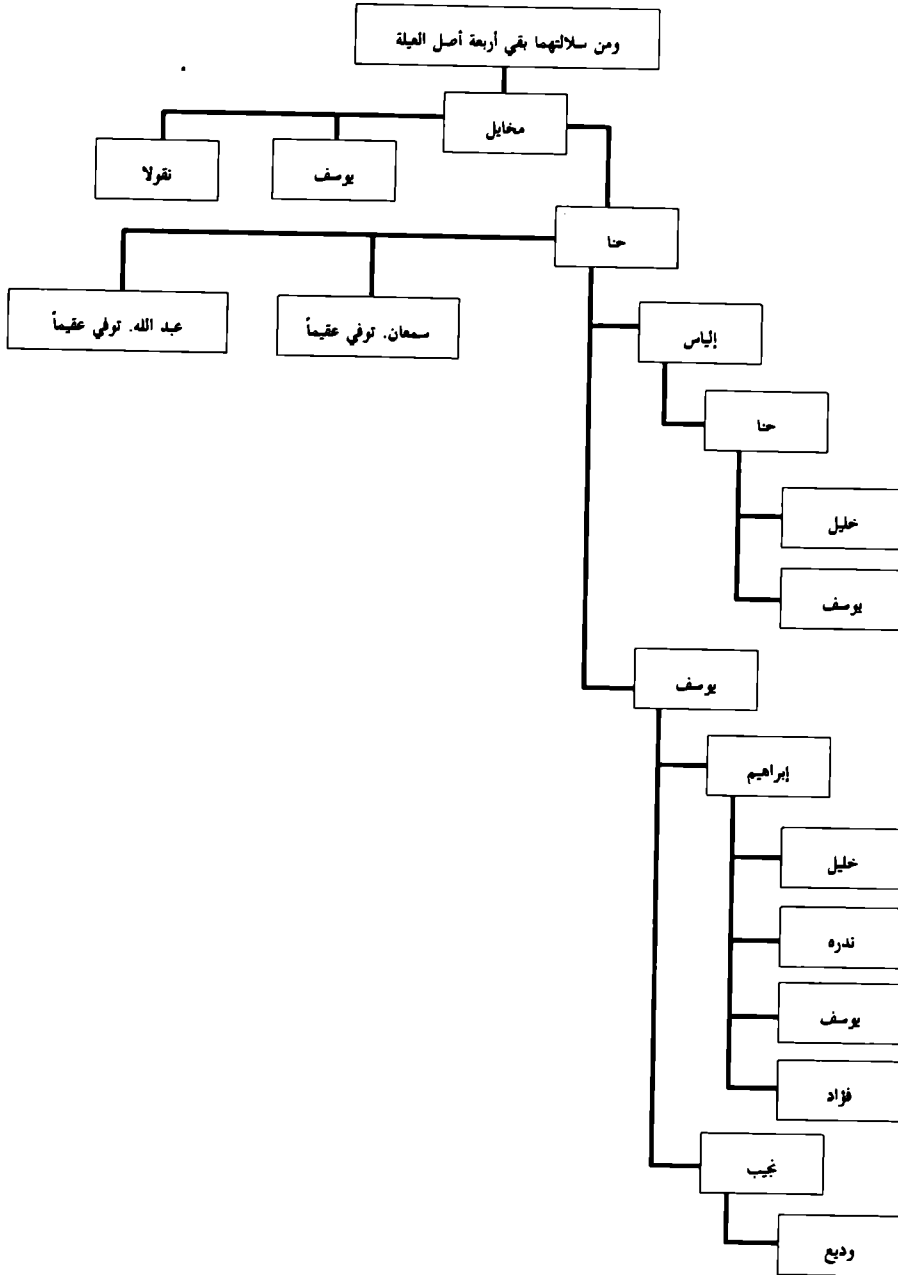 ومن سلالتهما بقي أربعة أصل العيلة
مخايل
يوسف
نقولا
حنا
سمعان. توفي عقيماً
عبد الله. توفي عقيماً
إلياس
حنا
خليل
يوسف
يوسف
إبراهيم
خليل
ندره
يوسف
فؤاد
نجيب
وديع